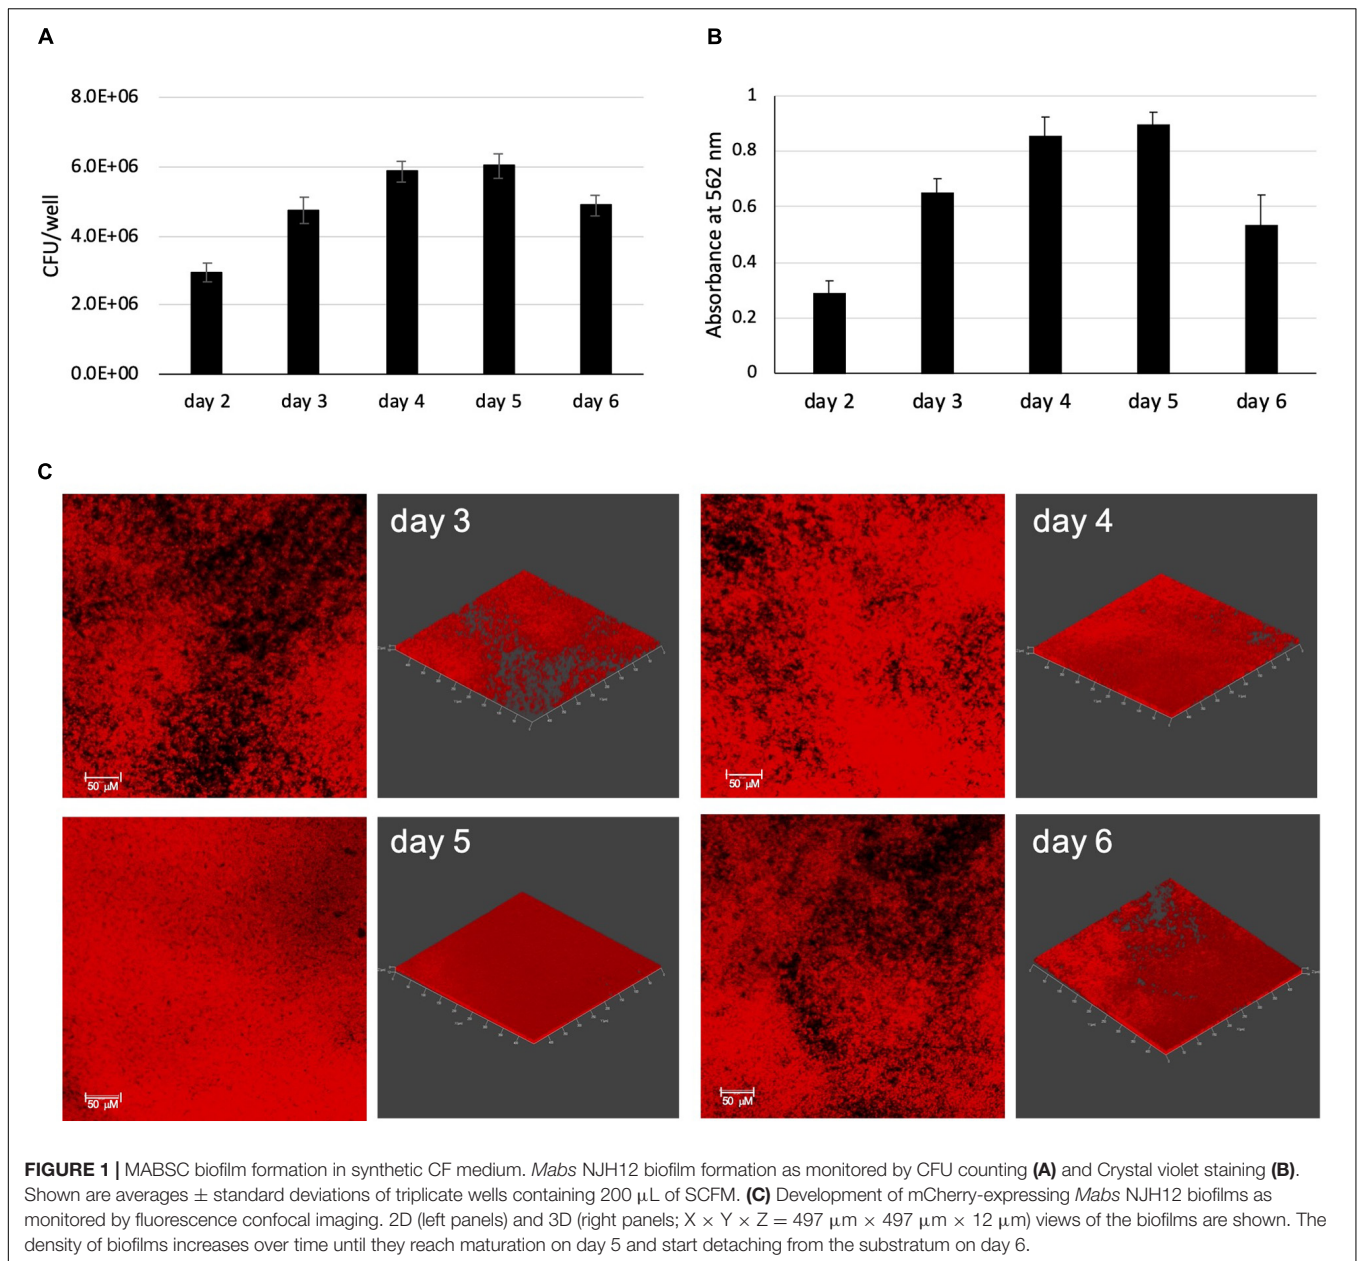 A
8.0E+06
6.0E+06
4.0E+06
2.0E+06
0.0E+00
CFU/well
day 2 day 3 day 4 day 5 day 6
B
1
0.8
0.6
0.4
0.2
0
Absorbance at 562 nm
day 2 day 3 day 4 day 5 day 6
C
day 3
50 μM
day 4
50 μM
day 5
50 μM
day 6
50 μM
FIGURE 1 | MABSC biofilm formation in synthetic CF medium. Mabs NJH12 biofilm formation as monitored by CFU counting (A) and Crystal violet staining (B).
Shown are averages ± standard deviations of triplicate wells containing 200 μL of SCFM. (C) Development of mCherry-expressing Mabs NJH12 biofilms as
monitored by fluorescence confocal imaging. 2D (left panels) and 3D (right panels; X × Y × Z = 497 μm × 497 μm × 12 μm) views of the biofilms are shown. The
density of biofilms increases over time until they reach maturation on day 5 and start detaching from the substratum on day 6.